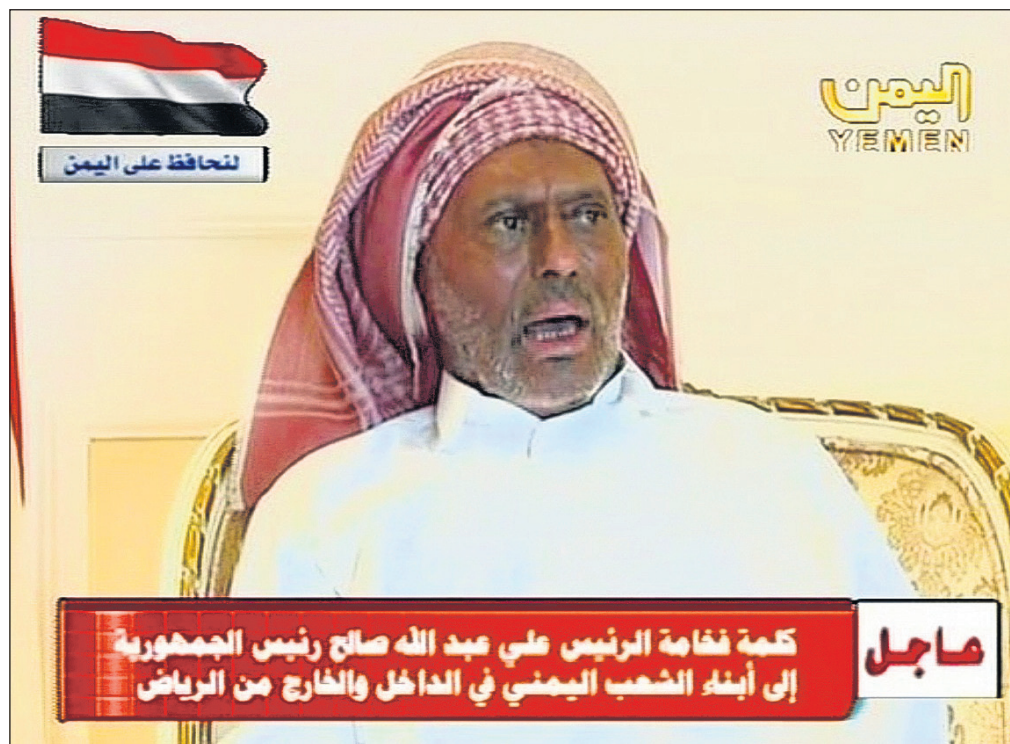 لنحافظ على اليمن
اليمن
YEMEN
عاجل
كلمة فخامة الرئيس علي عبد الله صالح رئيس الجمهورية
إلى أبناء الشعب اليمني في الداخل والخارج من الرياض